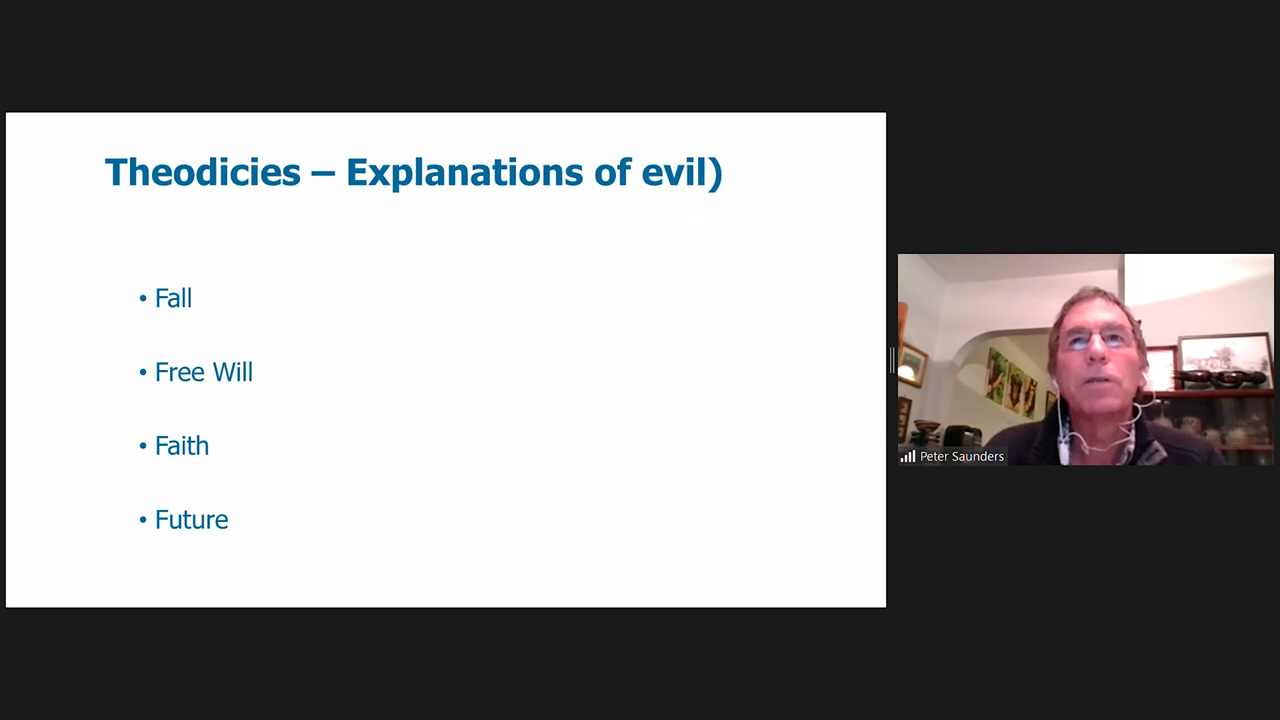 Theodicies – Explanations of evil)
• Fall
• Free Will
• Faith
• Future
Peter Saunders